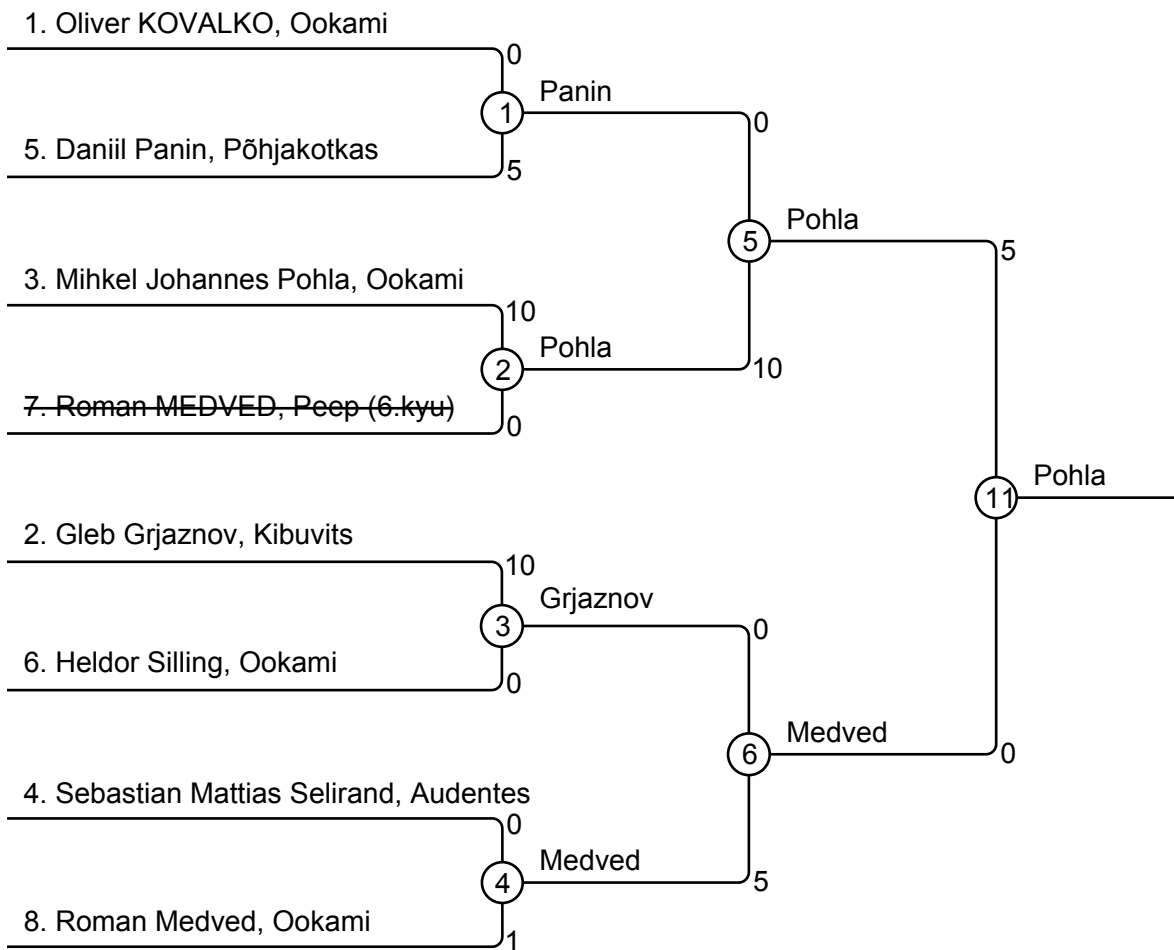 1. Oliver KOVALKO, Ookami
0
Panin
1
0
5. Daniil Panin, Põhjakotkas
5
Pohla
5
5
3. Mihkel Johannes Pohla, Ookami
10
Pohla
2
10
7. Roman MEDVED, Peep (6.kyu)
0
Pohla
11
2. Gleb Grjaznov, Kibuvits
10
Grjaznov
3
0
6. Heldor Silling, Ookami
0
Medved
6
0
4. Sebastian Mattias Selirand, Audentes
0
Medved
4
5
8. Roman Medved, Ookami
1